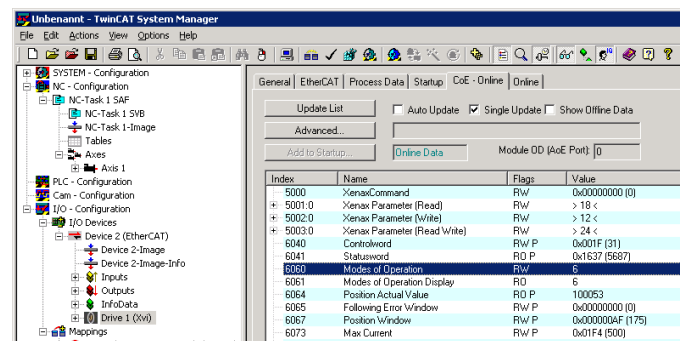 Unbenannt - TwinCAT System Manager
File Edit Actions View Options Help
SYSTEM - Configuration
NC - Configuration
NC-Task 1 SAF
NC-Task 1 SVB
NC-Task 1-Image
Tables
Axes
Axis 1
PLC - Configuration
Cam - Configuration
I/O - Configuration
I/O Devices
Device 2 (EtherCAT)
Device 2-Image
Device 2-Image-Info
Inputs
Outputs
InfoData
Drive 1 (Xvi)
Mappings
General EtherCAT Process Data Startup CoE - Online Online
Update List Auto Update Single Update Show Offline Data
Advanced...
Add to Startup... Online Data Module OD (AoE Port): 0
Index Name Flags Value
5000 XenaxCommand RW 0x00000000 (0)
5001:0 Xenax Parameter (Read) RW > 18 <
5002:0 Xenax Parameter (Write) RW > 12 <
5003:0 Xenax Parameter (Read Write) RW > 24 <
6040 Controlword RW P 0x001F (31)
6041 Statusword RO P 0x1637 (5687)
6060 Modes of Operation RW 6
6061 Modes of Operation Display RO 6
6064 Position Actual Value RO P 100053
6065 Following Error Window RW P 0x00000000 (0)
6067 Position Window RW P 0x000000AF (175)
6073 Max Current RW P 0x01F4 (500)